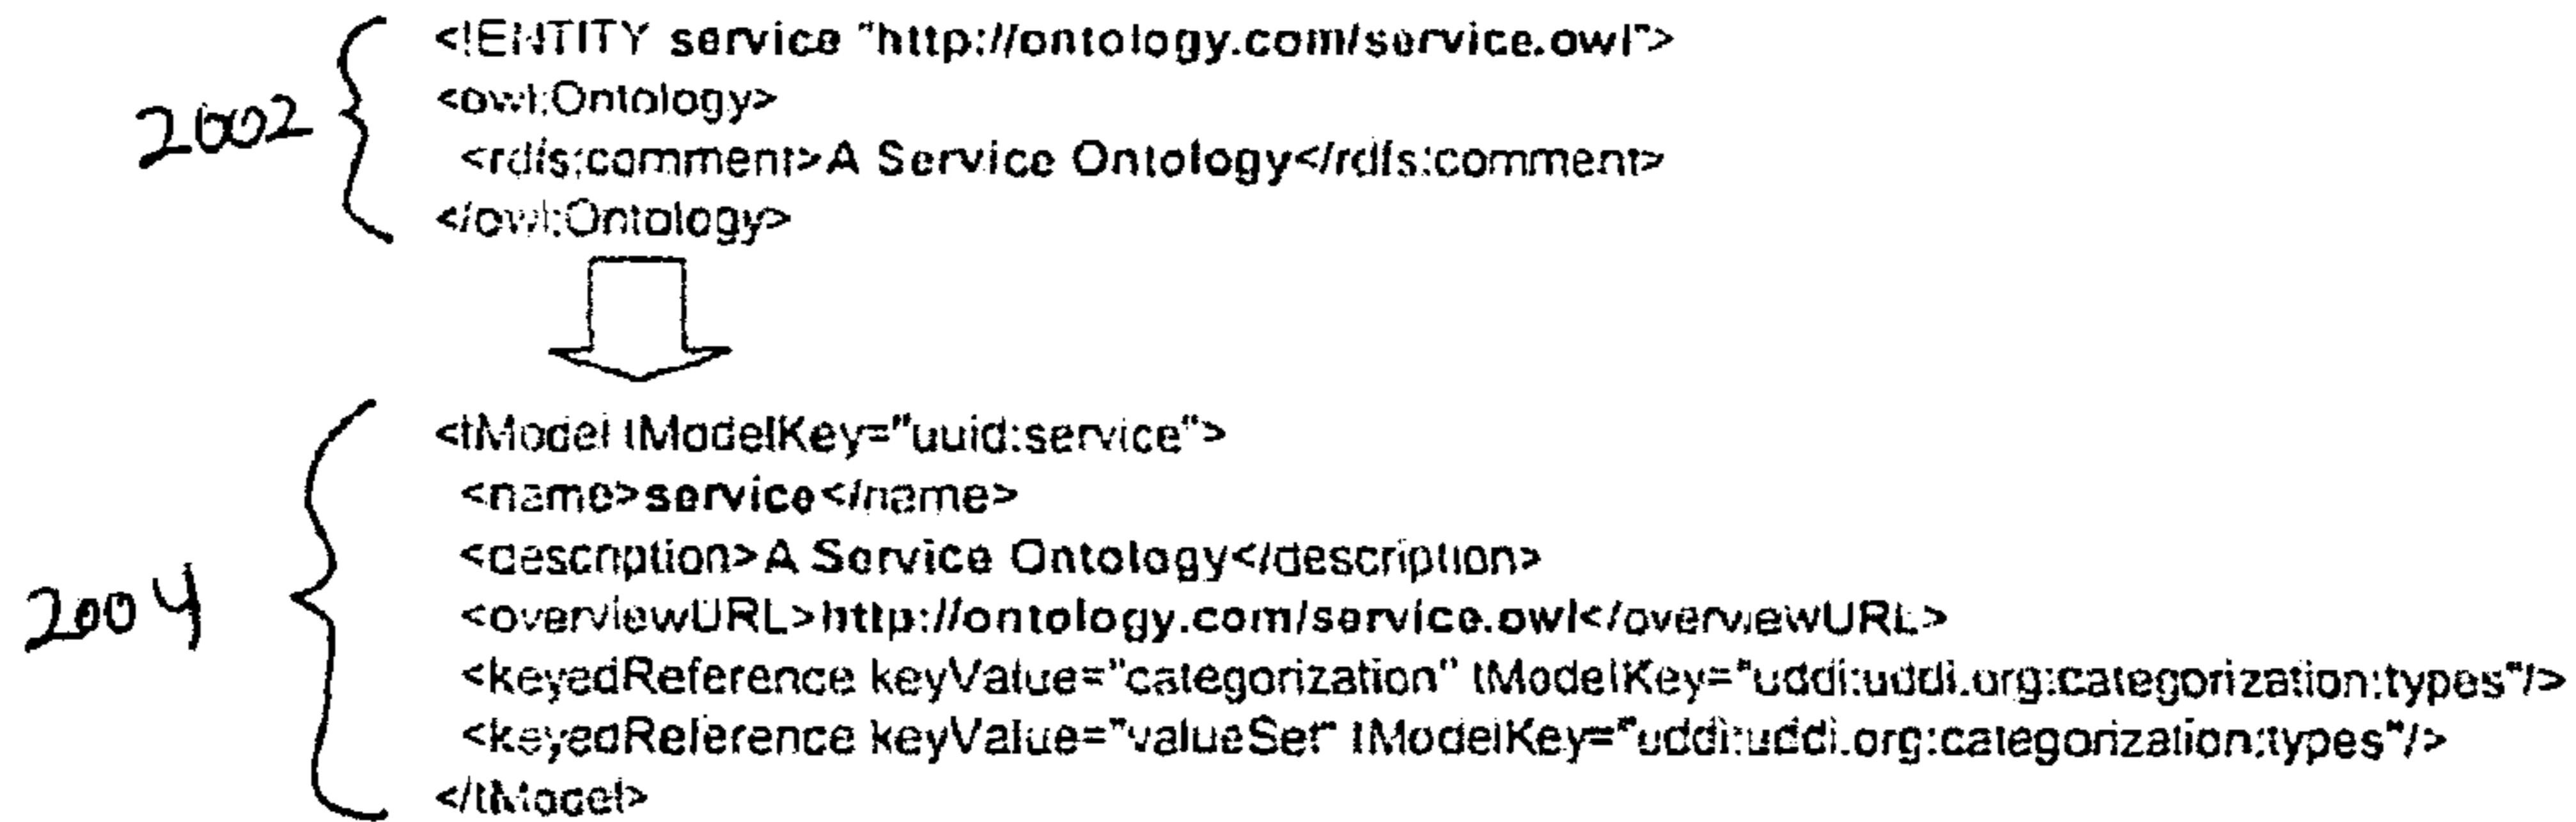 <!ENTITY service "http://ontology.com/service.owl">
<owl:Ontology>
2002
<rdfs:comment>A Service Ontology</rdfs:comment>
</owl:Ontology>
<tModel tModelKey="uuid:service">
<name>service</name>
<description>A Service Ontology</description>
2004
<overviewURL>http://ontology.com/service.owl</overviewURL>
<keyedReference keyValue="categorization" tModelKey="uddi:uddi.org:categorization:types"/>
<keyedReference keyValue="valueSet" tModelKey="uddi:uddi.org:categorization:types"/>
</tModel>